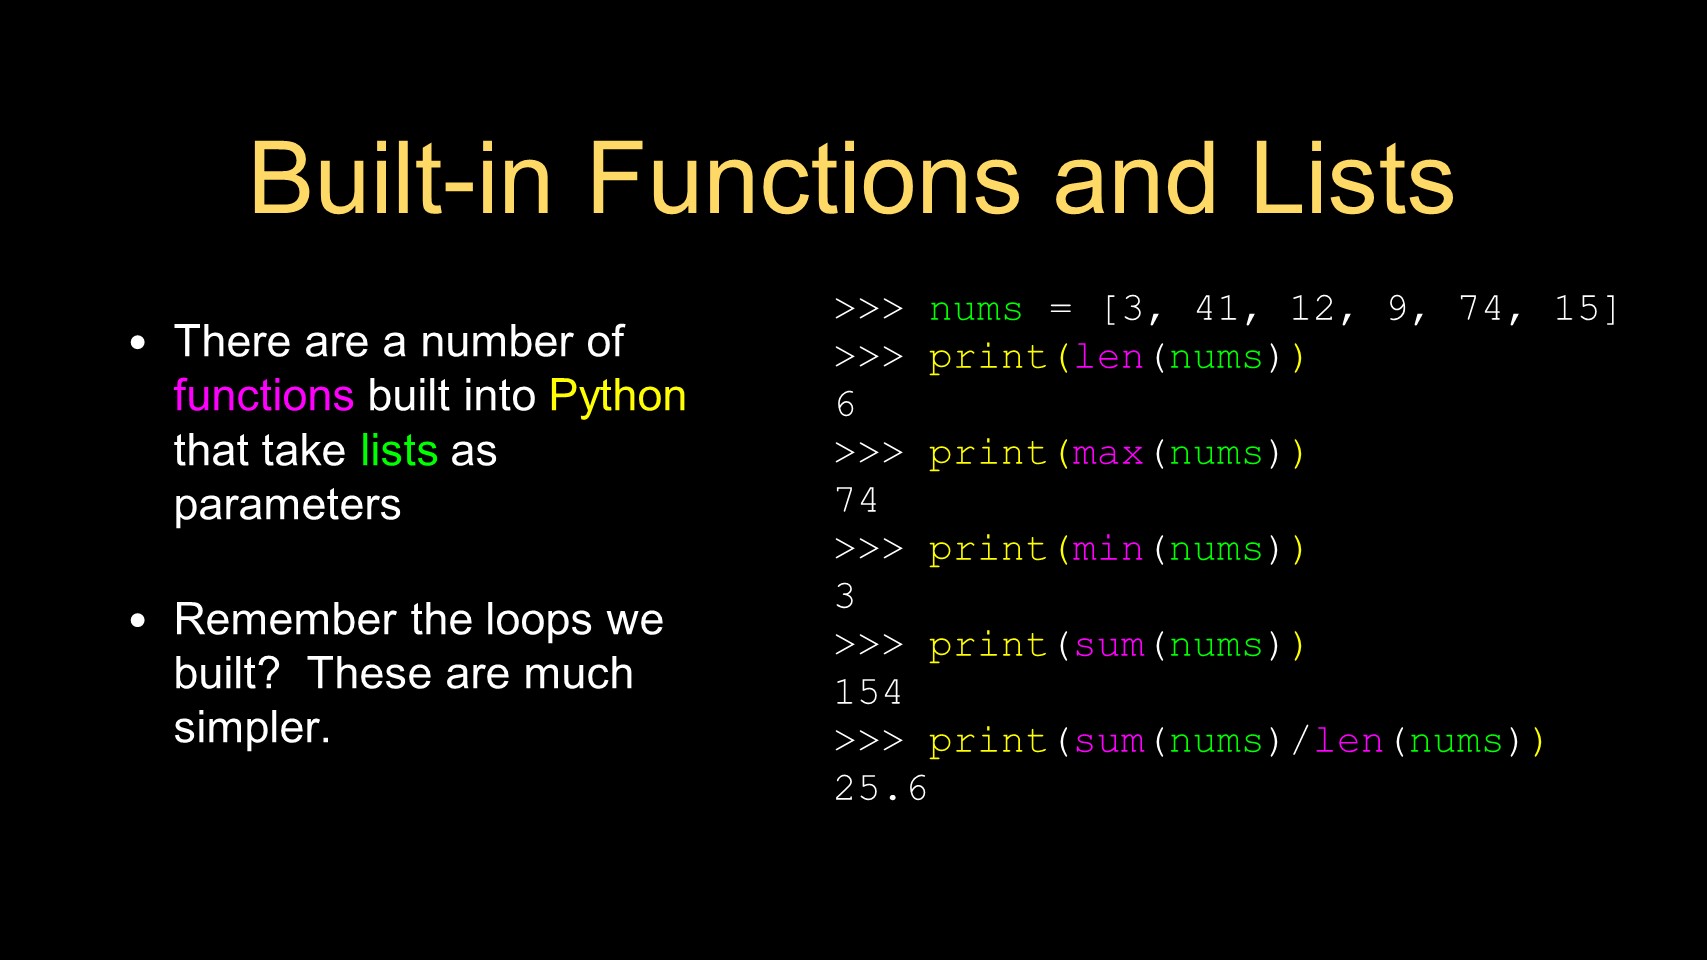 Built-in Functions and Lists
• There are a number of
functions built into Python
that take lists as
parameters
• Remember the loops we
built?  These are much
simpler.
>>> nums = [3, 41, 12, 9, 74, 15]
>>> print(len(nums))
6
>>> print(max(nums))
74
>>> print(min(nums))
3
>>> print(sum(nums))
154
>>> print(sum(nums)/len(nums))
25.6